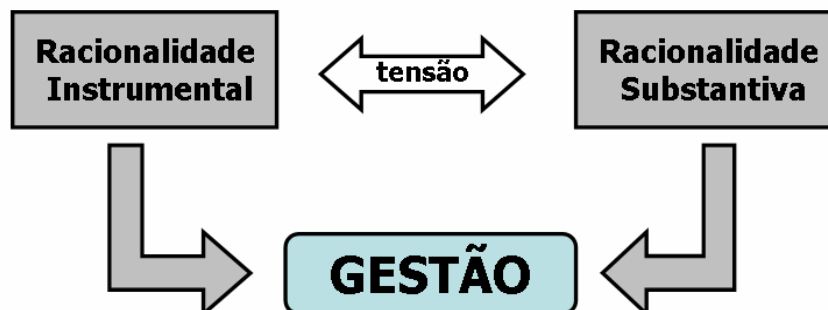 Racionalidade
Instrumental
tensão
Racionalidade
Substantiva
GESTÃO